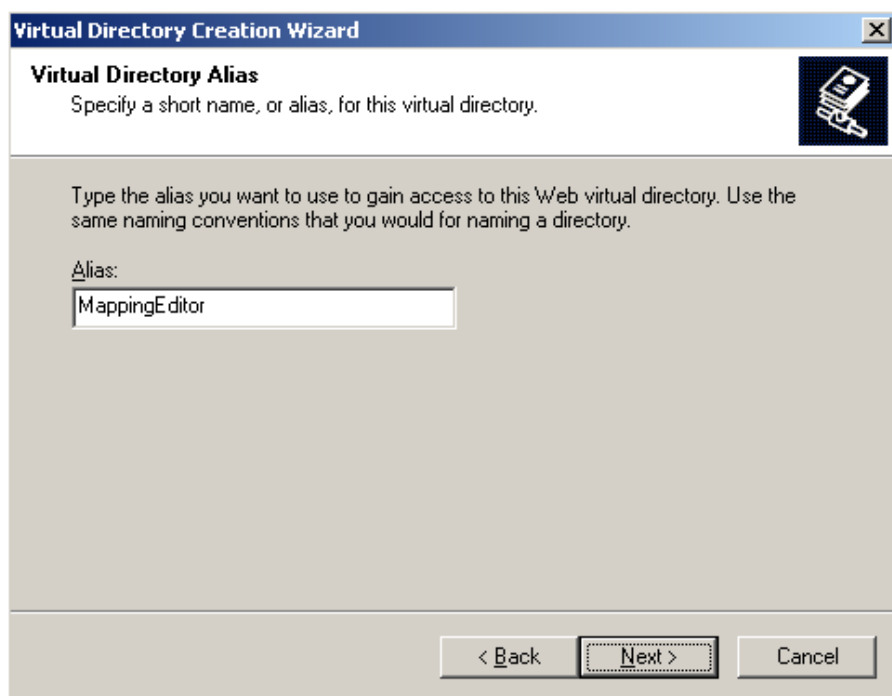 Virtual Directory Creation Wizard
Virtual Directory Alias
Specify a short name, or alias, for this virtual directory.
Type the alias you want to use to gain access to this Web virtual directory. Use the
same naming conventions that you would for naming a directory.
Alias:
MappingEditor
< Back Next > Cancel